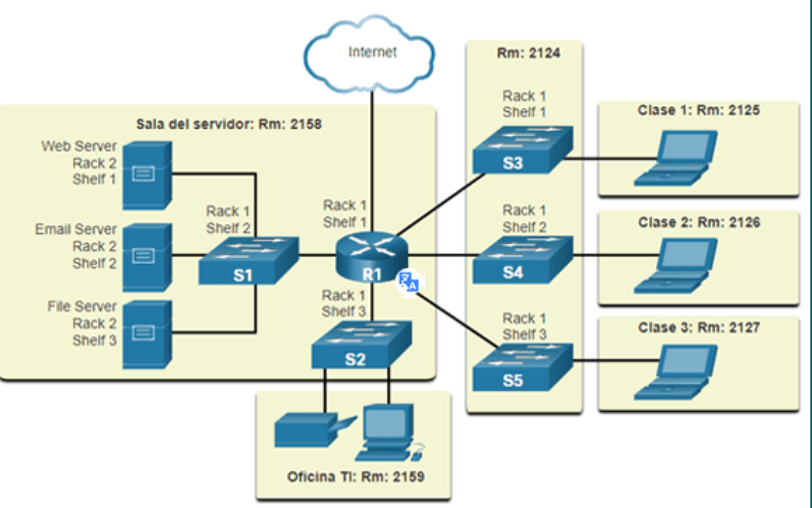 Internet
Sala del servidor: Rm: 2158
Web Server
Rack 2
Shelf 1
Email Server
Rack 2
Shelf 2
File Server
Rack 2
Shelf 3
Rack 1
Shelf 2
S1
Rack 1
Shelf 1
R1
Rack 1
Shelf 3
S2
Oficina TI: Rm: 2159
Rm: 2124
Rack 1
Shelf 1
S3
Rack 1
Shelf 2
S4
Rack 1
Shelf 3
S5
Clase 1: Rm: 2125
Clase 2: Rm: 2126
Clase 3: Rm: 2127